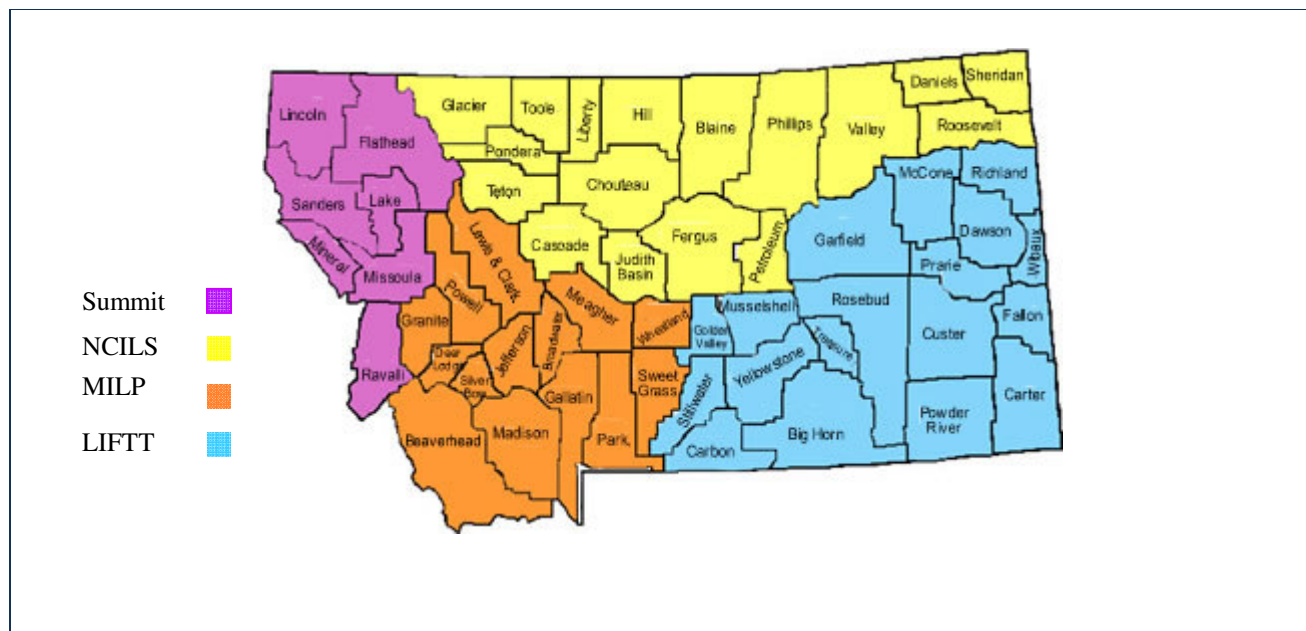 Summit
NCILS
MILP
LIFTT
Lincoln
Flathead
Glacier
Toole
Liberty
Hill
Blaine
Phillips
Valley
Daniels
Sheridan
Roosevelt
Pondera
Teton
Chouteau
Sanders
Lake
Mineral
Missoula
Lewis & Clark
Powell
Cascade
Judith
Basin
Fergus
Petroleum
Garfield
McCone
Richland
Dawson
Wibaux
Prarie
Granite
Ravalli
Deer
Lodge
Silver
Bow
Jefferson
Broadwater
Meagher
Wheatland
Golden
Valley
Musselshell
Rosebud
Treasure
Custer
Fallon
Beaverhead
Madison
Gallatin
Park.
Sweet
Grass
Stillwater
Yellowstone
Carbon
Big Horn
Powder
River
Carter